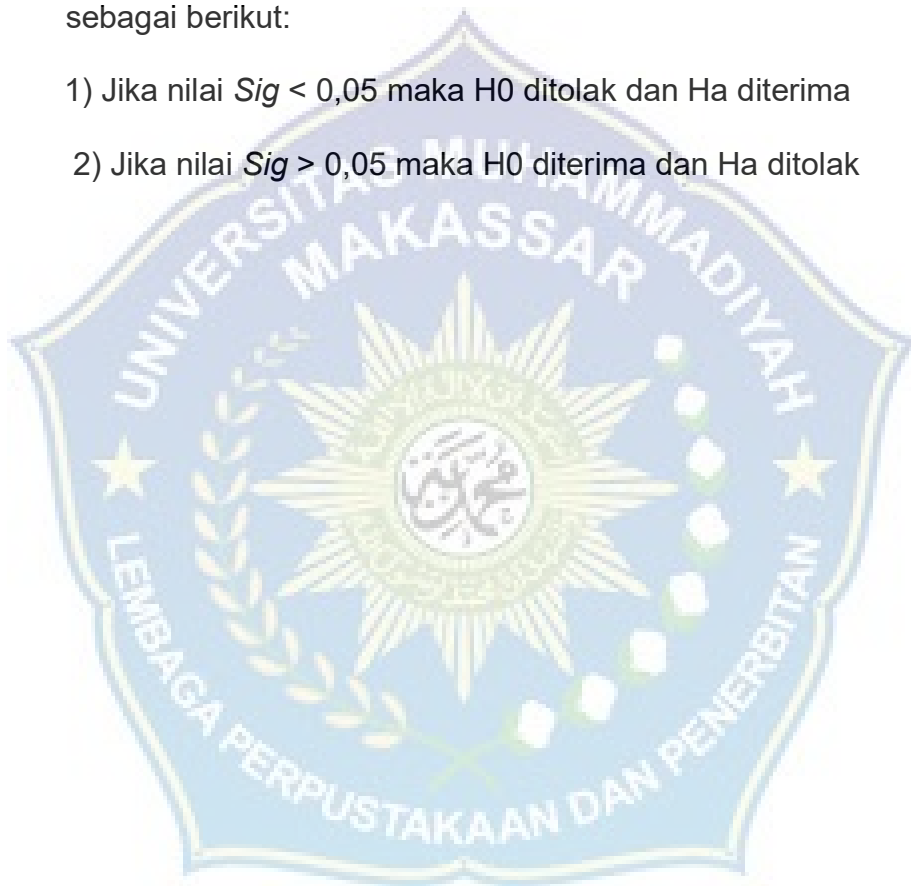 sebagai berikut:
1) Jika nilai Sig < 0,05 maka H0 ditolak dan Ha diterima
2) Jika nilai Sig > 0,05 maka H0 diterima dan Ha ditolak
UNIVERSITAS MUHAMMADIYAH
MAKASSAR
LEMBAGA PERPUSTAKAAN DAN PENERBITAN